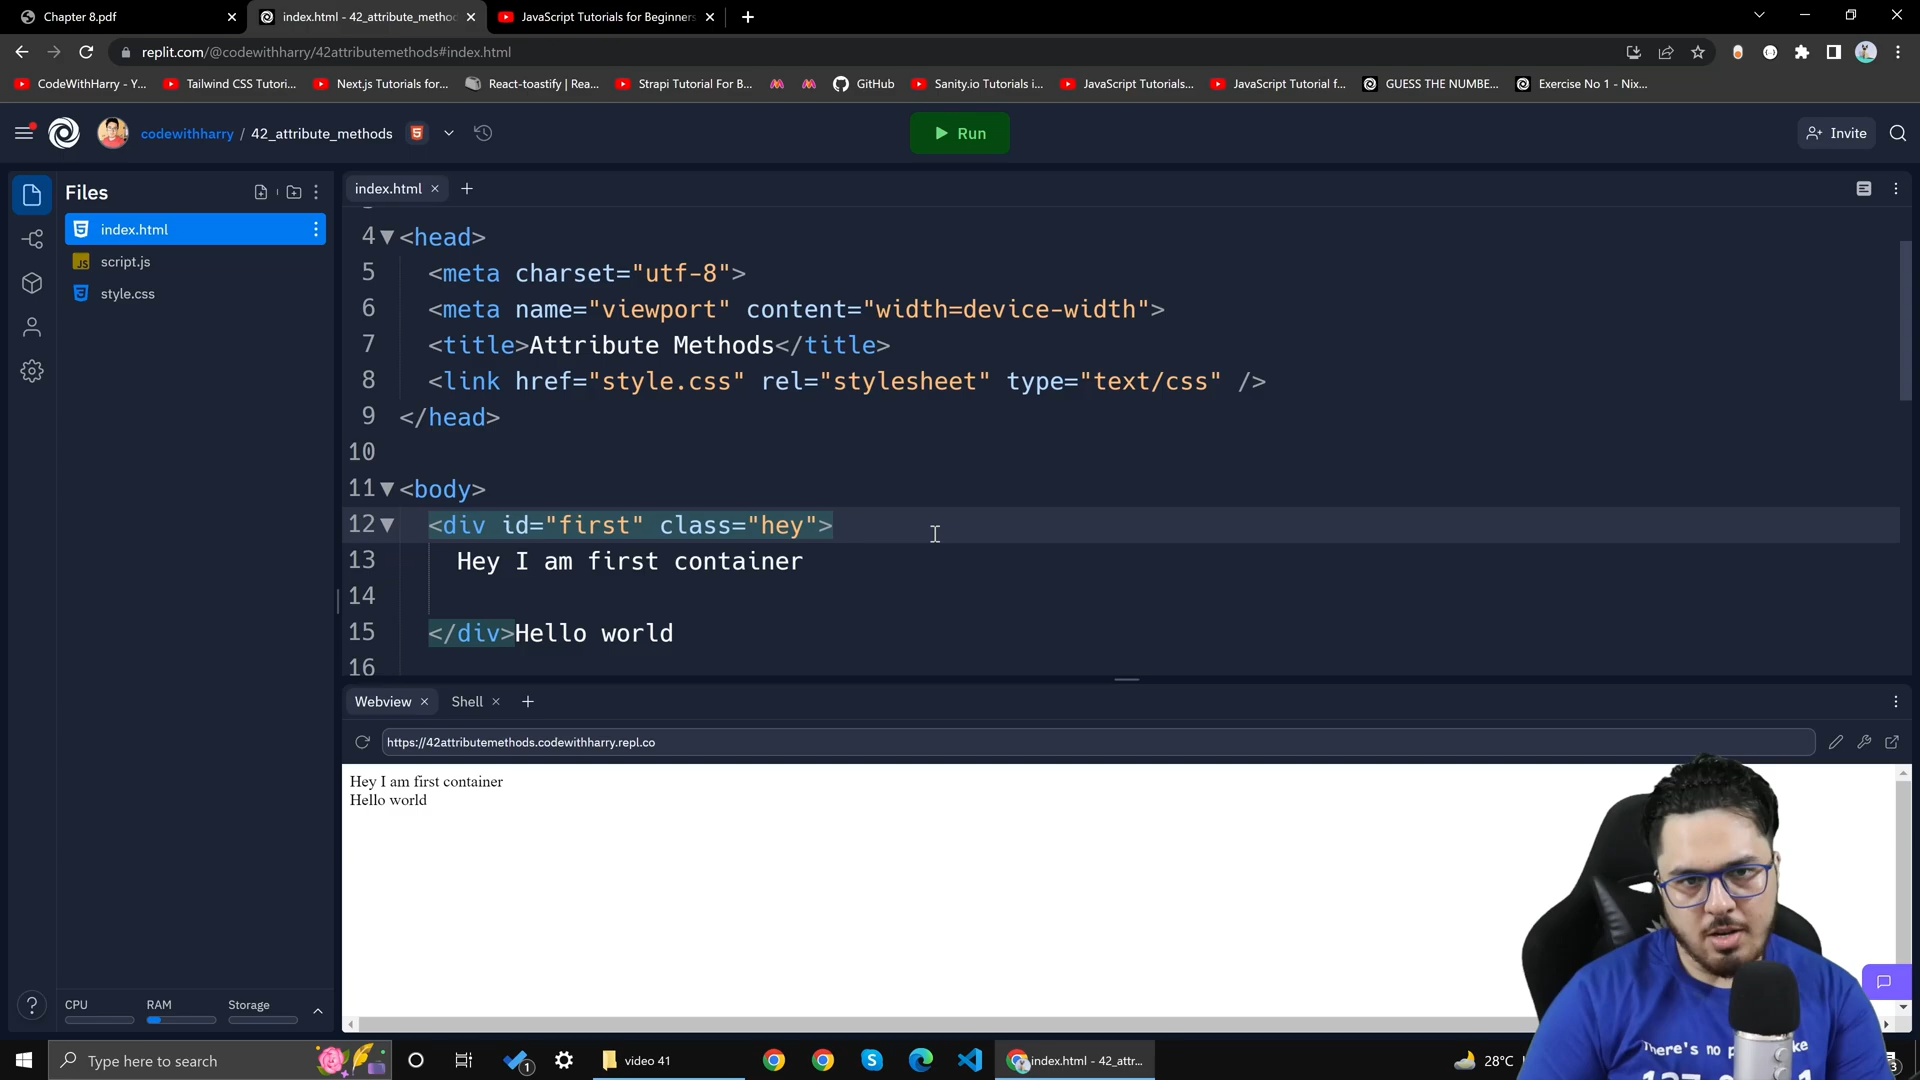 Chapter 8.pdf
index.html - 42_attribute_metho
JavaScript Tutorials for Beginners
replit.com/@codewithharry/42attributemethods#index.html
CodeWithHarry - Y...
Tailwind CSS Tutori...
Next.js Tutorials for...
React-toastify | Rea...
Strapi Tutorial For B...
GitHub
Sanity.io Tutorials i...
JavaScript Tutorials...
JavaScript Tutorial f...
GUESS THE NUMBE...
Exercise No 1 - Nix...
codewithharry / 42_attribute_methods
Run
Invite
Files
index.html
script.js
style.css
index.html
4 <head>
5 <meta charset="utf-8">
6 <meta name="viewport" content="width=device-width">
7 <title>Attribute Methods</title>
8 <link href="style.css" rel="stylesheet" type="text/css" />
9 </head>
10
11 <body>
12 <div id="first" class="hey">
13 Hey I am first container
14
15 </div>Hello world
16
Webview
Shell
https://42attributemethods.codewithharry.repl.co
Hey I am first container
Hello world
CPU
RAM
Storage
Type here to search
1
video 41
index.html - 42_attr...
28°C
There's no p
ke